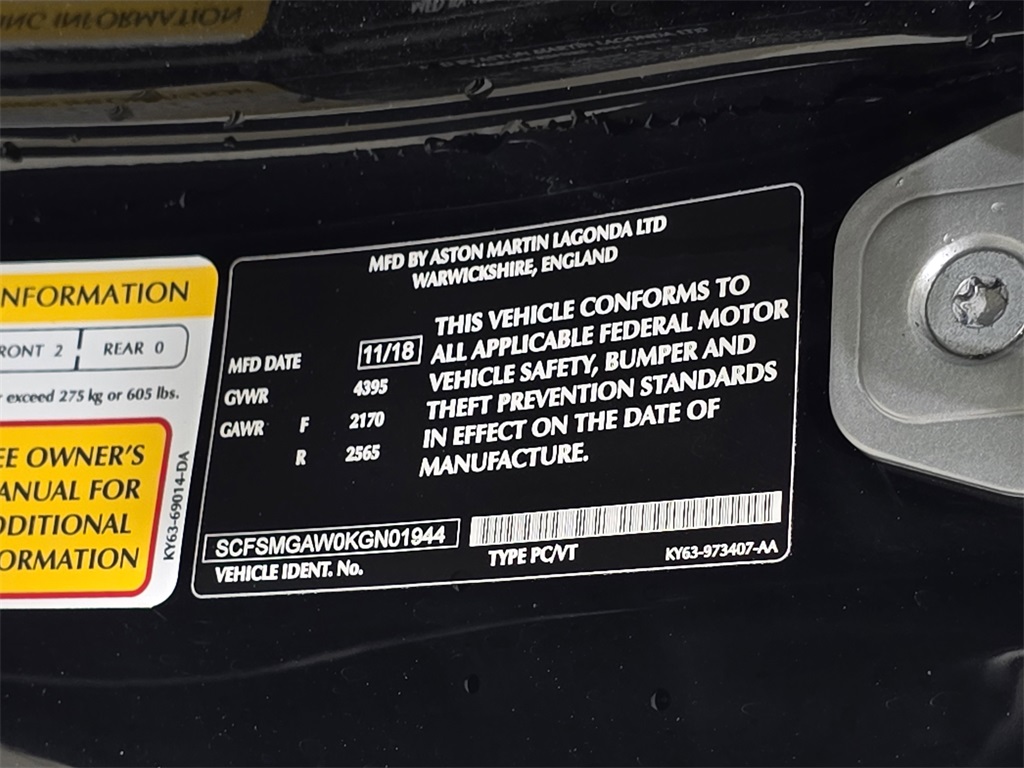 MFD BY ASTON MARTIN LAGONDA LTD
WARWICKSHIRE, ENGLAND
THIS VEHICLE CONFORMS TO
ALL APPLICABLE FEDERAL MOTOR
VEHICLE SAFETY, BUMPER AND
THEFT PREVENTION STANDARDS
IN EFFECT ON THE DATE OF
MANUFACTURE.
MFD DATE 11/18
GVWR 4395
GAWR F 2170
R 2565
SCFSMGAW0KGN01944
VEHICLE IDENT. No.
TYPE PC/VT
KY63-973407-AA
NFORMATION
RONT 2 REAR 0
exceed 275 kg or 605 lbs.
EE OWNER'S
ANUAL FOR
DDITIONAL
ORMATION
KY63-69014-DA